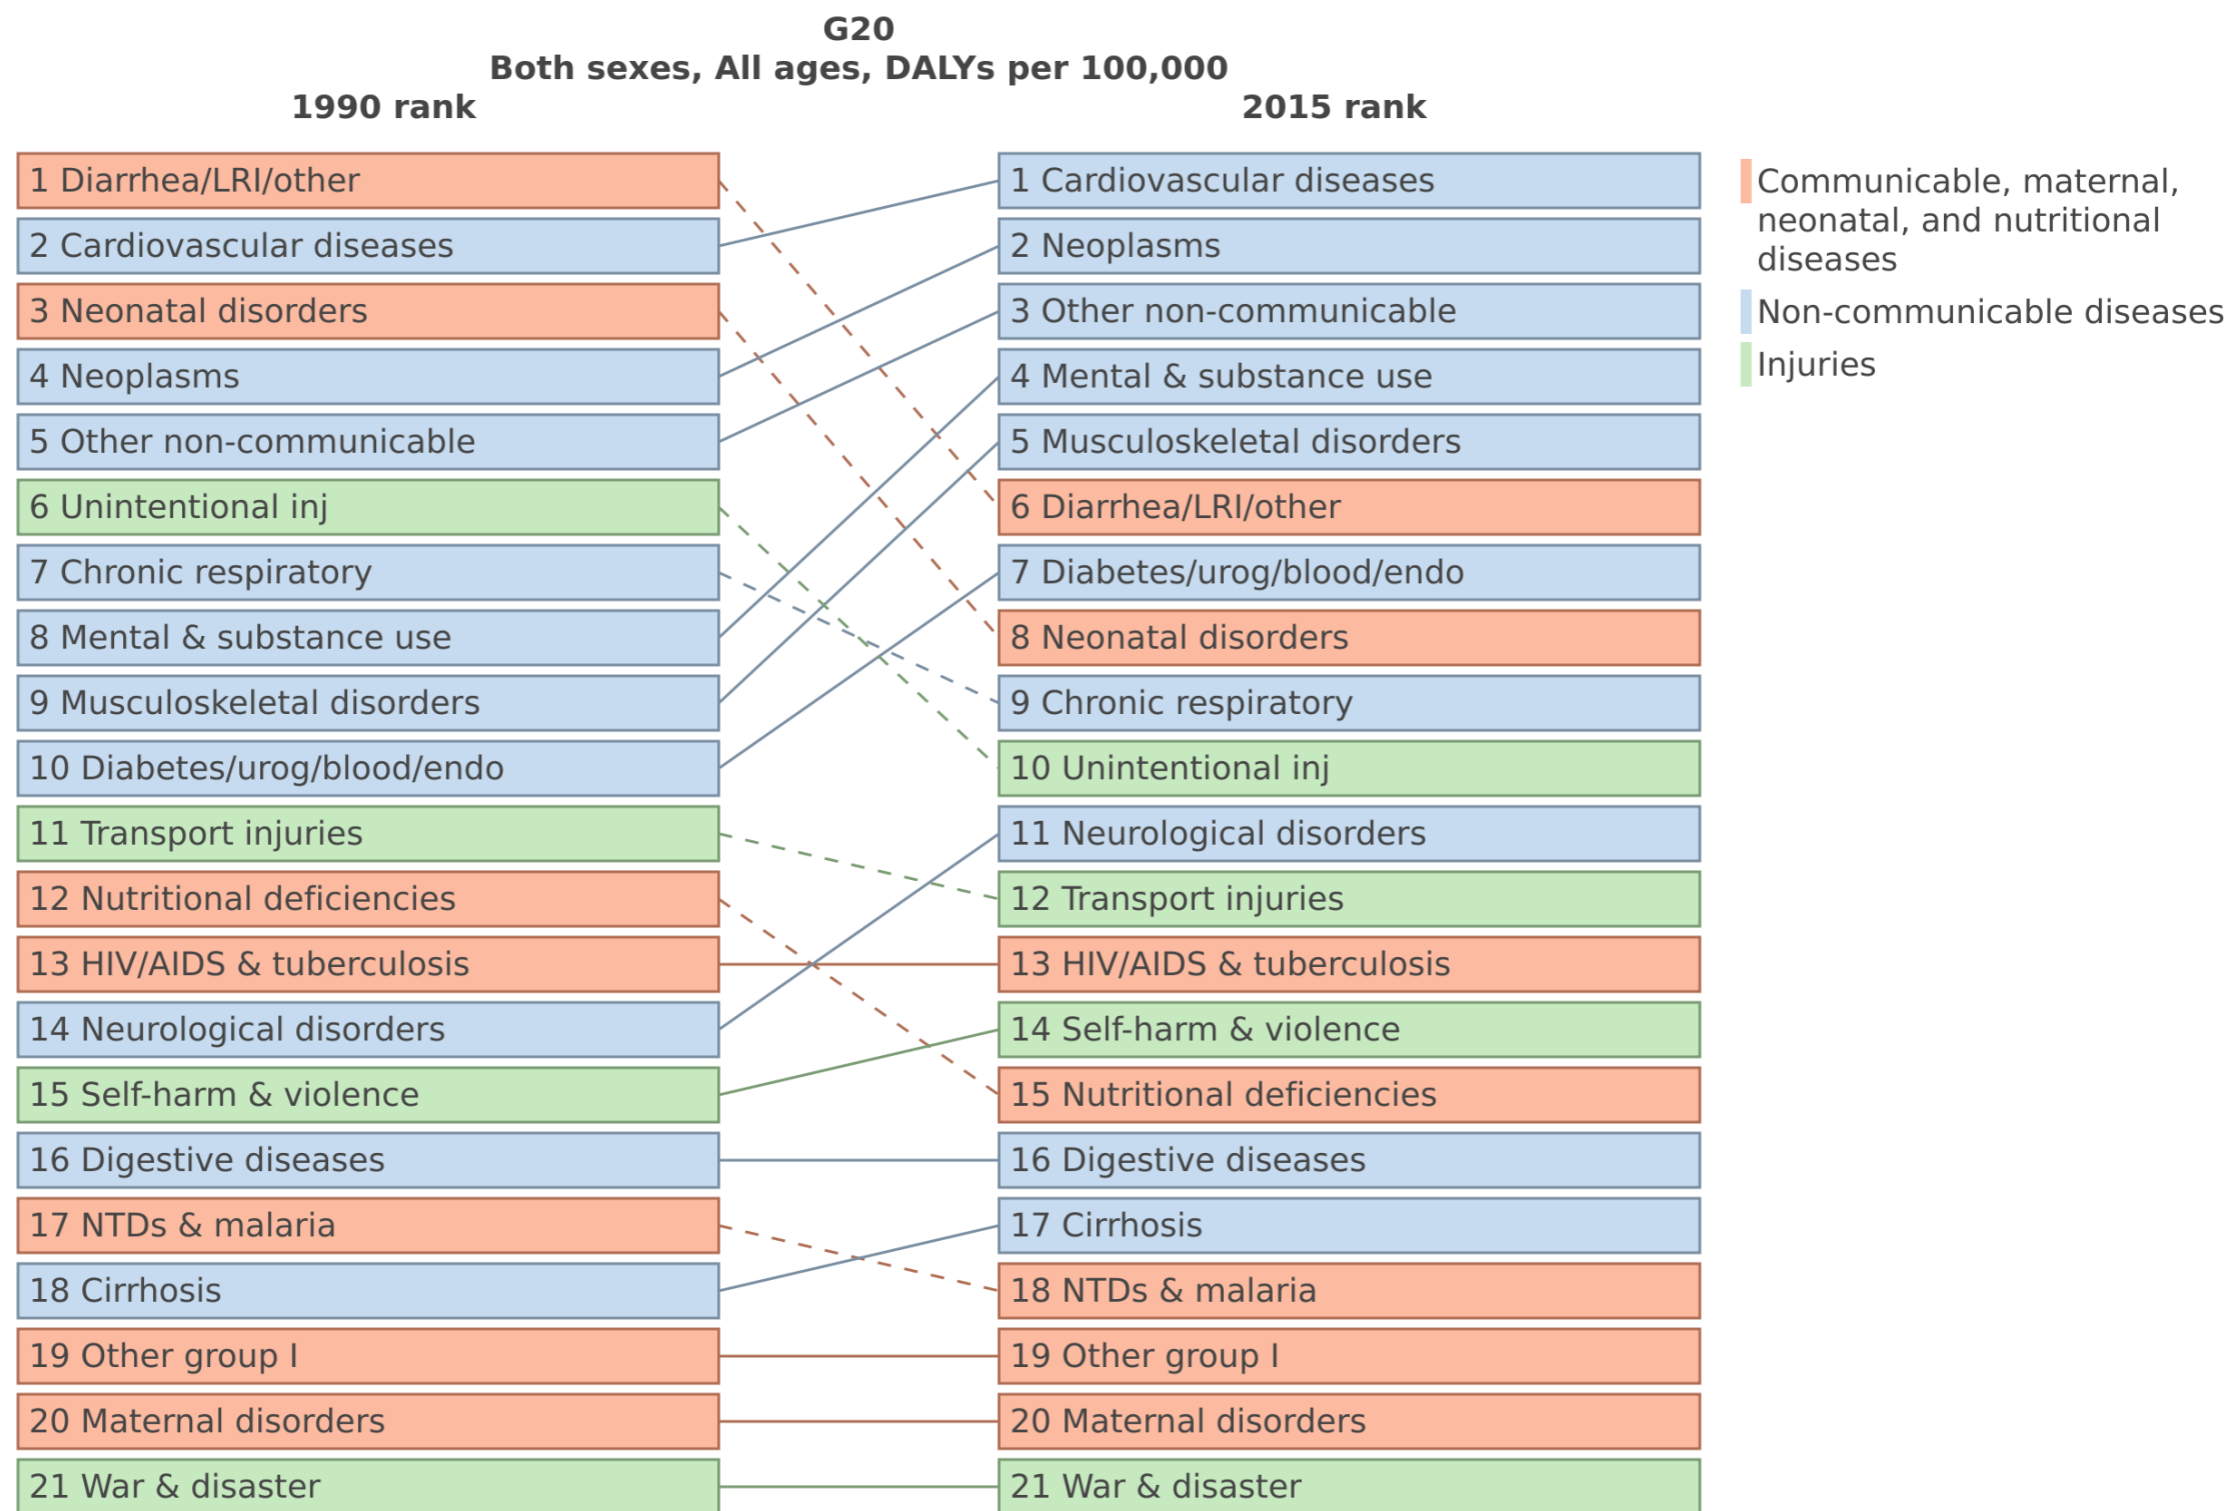 G20
Both sexes, All ages, DALYs per 100,000
1990 rank
2015 rank
1 Diarrhea/LRI/other
2 Cardiovascular diseases
3 Neonatal disorders
4 Neoplasms
5 Other non-communicable
6 Unintentional inj
7 Chronic respiratory
8 Mental & substance use
9 Musculoskeletal disorders
10 Diabetes/urog/blood/endo
11 Transport injuries
12 Nutritional deficiencies
13 HIV/AIDS & tuberculosis
14 Neurological disorders
15 Self-harm & violence
16 Digestive diseases
17 NTDs & malaria
18 Cirrhosis
19 Other group I
20 Maternal disorders
21 War & disaster
1 Cardiovascular diseases
2 Neoplasms
3 Other non-communicable
4 Mental & substance use
5 Musculoskeletal disorders
6 Diarrhea/LRI/other
7 Diabetes/urog/blood/endo
8 Neonatal disorders
9 Chronic respiratory
10 Unintentional inj
11 Neurological disorders
12 Transport injuries
13 HIV/AIDS & tuberculosis
14 Self-harm & violence
15 Nutritional deficiencies
16 Digestive diseases
17 Cirrhosis
18 NTDs & malaria
19 Other group I
20 Maternal disorders
21 War & disaster
Communicable, maternal,
neonatal, and nutritional
diseases
Non-communicable diseases
Injuries